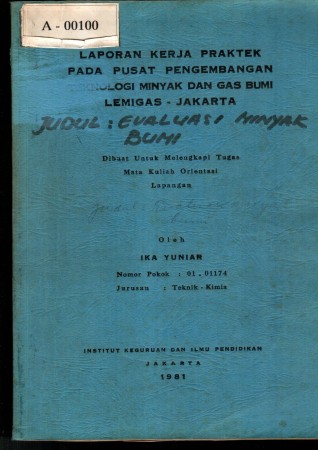 A - 00100
LAPORAN KERJA PRAKTEK
PADA PUSAT PENGEMBANGAN
OLOGI MINYAK DAN GAS BUMI
LEMIGAS - JAKARTA
JUDUL : EVALUASI MINYAK
BUMI
Dibuat Untuk Melengkapi Tugas
Mata Kuliah Orientasi
Lapangan
Oleh
IKA YUNIAR
Nomor Pokok : 81 - 01174
Jurusan : Teknik - Kimia
INSTITUT KEGURUAN DAN ILMU PENDIDIKAN
JAKARTA
1981